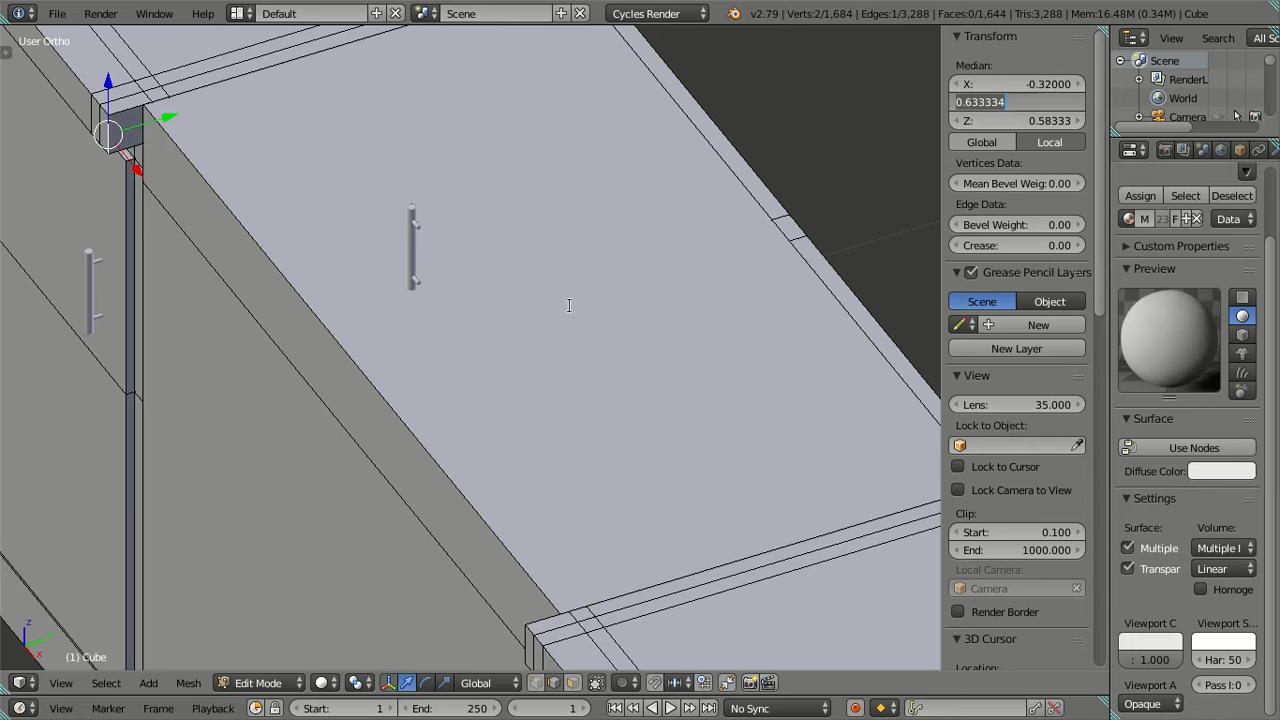 File Render Window Help Default Scene Cycles Render v2.79 | Verts:2/1,684 | Edges:1/3,288 | Faces:0/1,644 | Tris:3,288 | Mem:16.48M (0.34M) | Cube
User Ortho
Transform
Median:
X: -0.32000
0.633334
Z: 0.58333
Global Local
Vertices Data:
Mean Bevel Weig: 0.00
Edge Data:
Bevel Weight: 0.00
Crease: 0.00
Grease Pencil Layers
Scene Object
New
New Layer
View
Lens: 35.000
Lock to Object:
Lock to Cursor
Lock Camera to View
Clip:
Start: 0.100
End: 1000.000
Local Camera:
Camera
Render Border
3D Cursor
Location:
View Search All Sc
Scene
RenderL
World
Camera
Assign Select Deselect
M 23 F Data
Custom Properties
Preview
Surface
Use Nodes
Diffuse Color:
Settings
Surface: Volume:
Multiple Multiple I
Transpar Linear
Homoge
Viewport C Viewport S...
: 1.000 Har: 50
Viewport A Pass I: 0
Opaque
z
y
x
(1) Cube
View Select Add Mesh Edit Mode Global
View Marker Frame Playback Start: 1 End: 250 1 No Sync